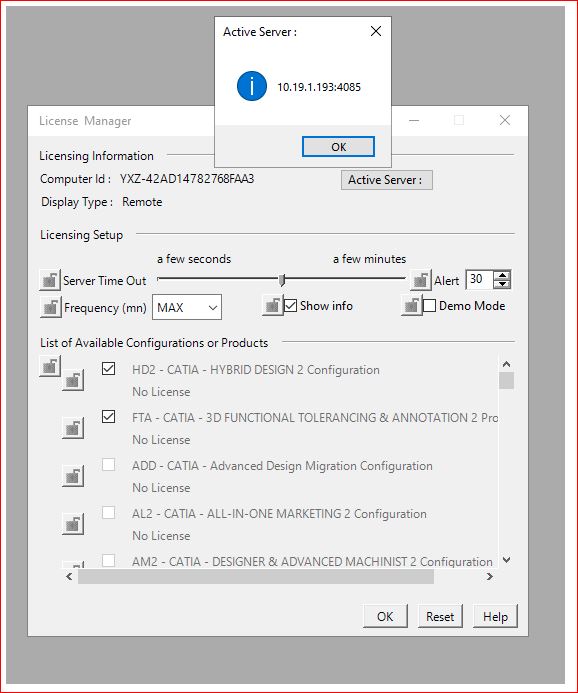 Active Server :
10.19.1.193:4085
OK
License Manager
Licensing Information
Computer Id : YXZ-42AD14782768FAA3
Active Server :
Display Type : Remote
Licensing Setup
a few seconds a few minutes
Server Time Out Alert 30
Frequency (mn) MAX Show info Demo Mode
List of Available Configurations or Products
HD2 - CATIA - HYBRID DESIGN 2 Configuration
No License
FTA - CATIA - 3D FUNCTIONAL TOLERANCING & ANNOTATION 2 Pro
No License
ADD - CATIA - Advanced Design Migration Configuration
No License
AL2 - CATIA - ALL-IN-ONE MARKETING 2 Configuration
No License
AM2 - CATIA - DESIGNER & ADVANCED MACHINIST 2 Configuration
OK Reset Help